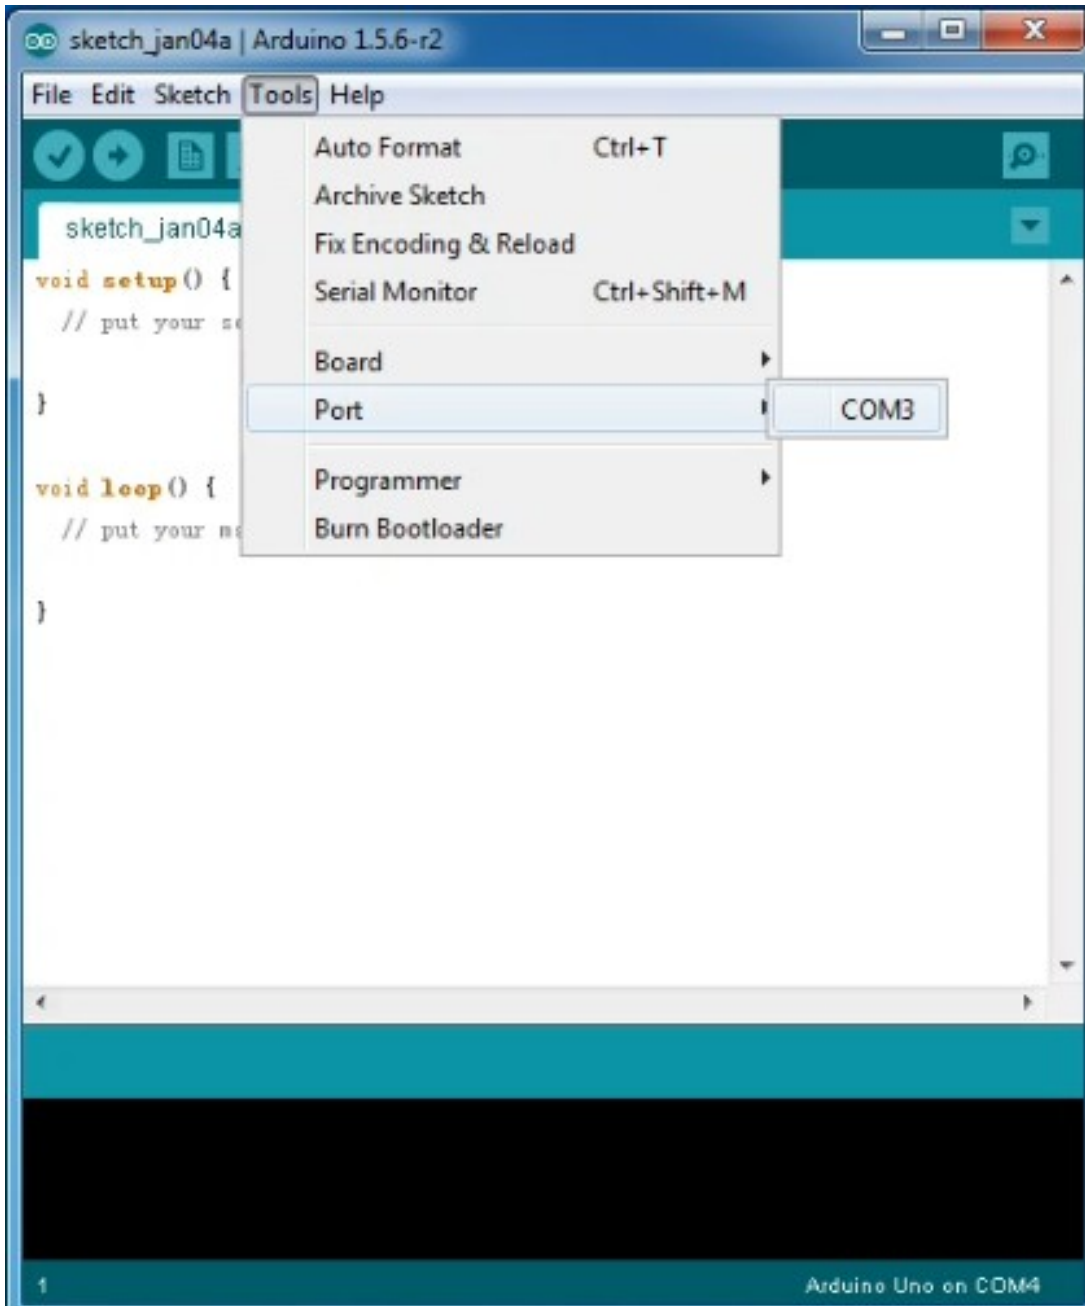 sketch_jan04a | Arduino 1.5.6-r2
File Edit Sketch Tools Help
Auto Format Ctrl+T
Archive Sketch
sketch_jan04a
Fix Encoding & Reload
void setup() {
Serial Monitor Ctrl+Shift+M
// put your
Board
}
Port
COM3
void loop() {
Programmer
// put your
Burn Bootloader
}
1
Arduino Uno on COM4